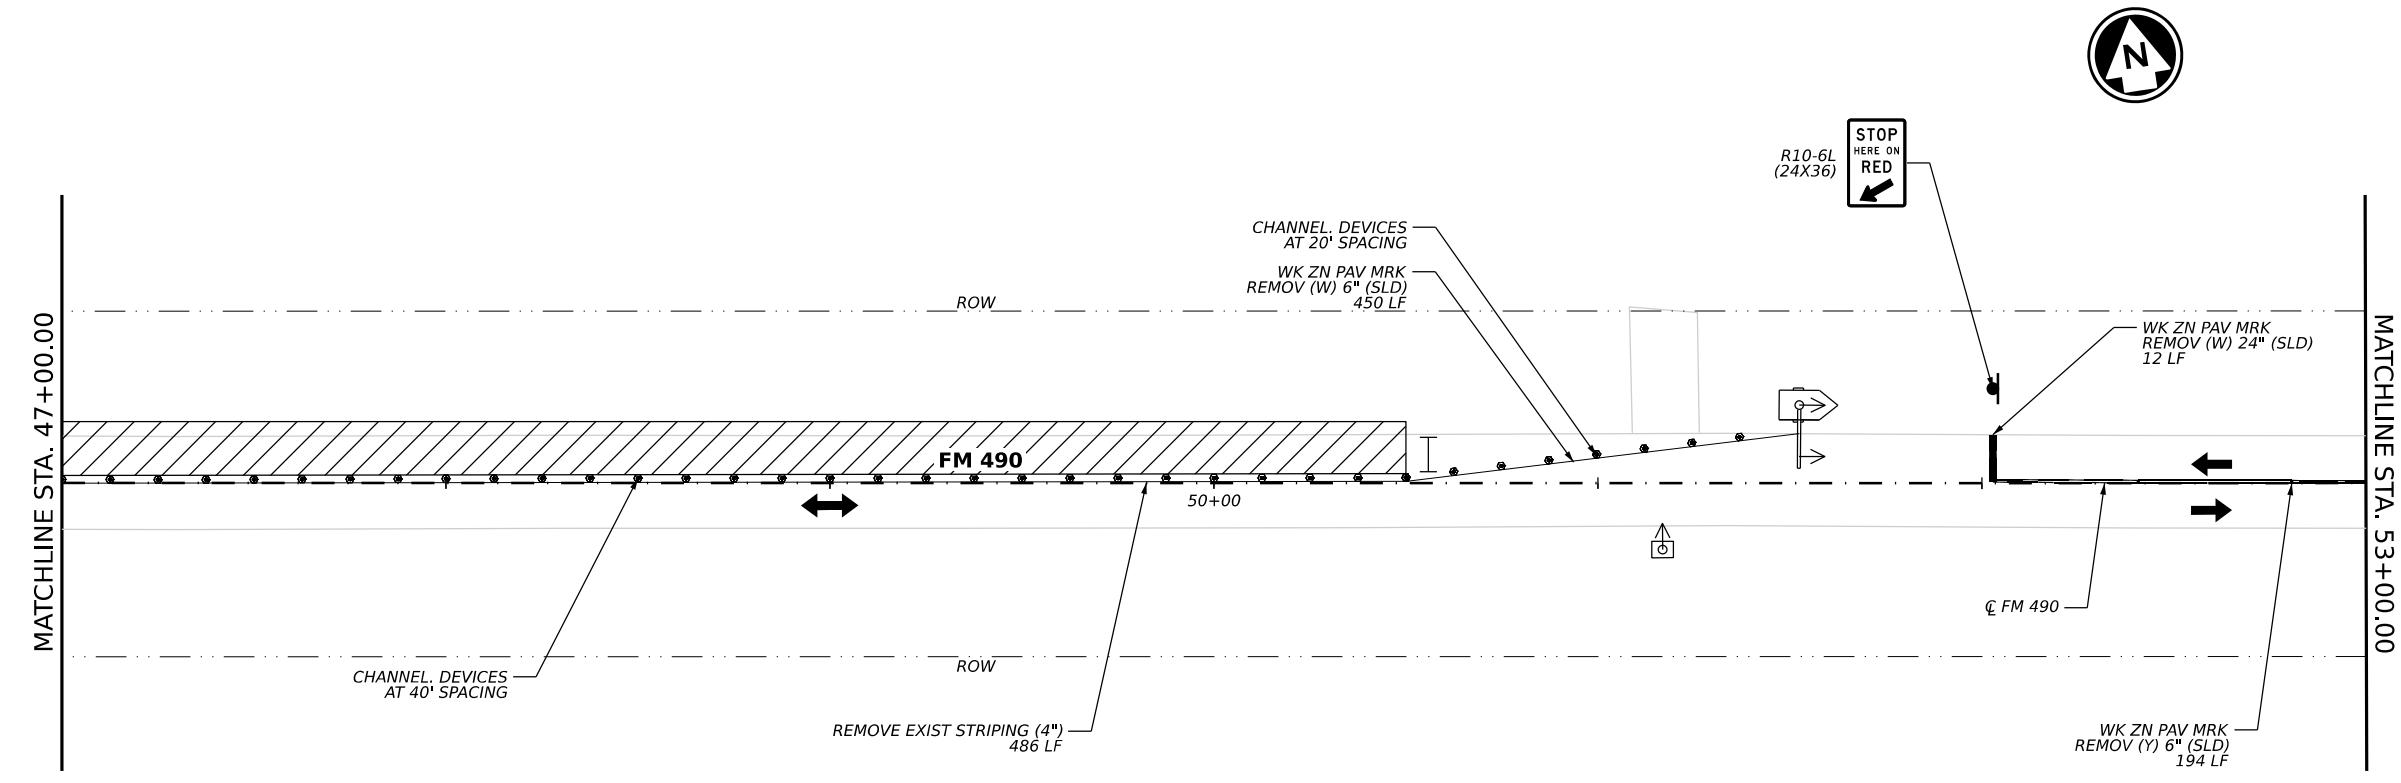 N
STOP
HERE ON
RED
R10-6L
(24X36)
CHANNEL. DEVICES
AT 20' SPACING
WK ZN PAV MRK
REMOV (W) 6" (SLD)
450 LF
ROW
WK ZN PAV MRK
REMOV (W) 24" (SLD)
12 LF
MATCHLINE STA. 47+00.00
MATCHLINE STA. 53+00.00
FM 490
50+00
℄ FM 490
ROW
CHANNEL. DEVICES
AT 40' SPACING
REMOVE EXIST STRIPING (4")
486 LF
WK ZN PAV MRK
REMOV (Y) 6" (SLD)
194 LF